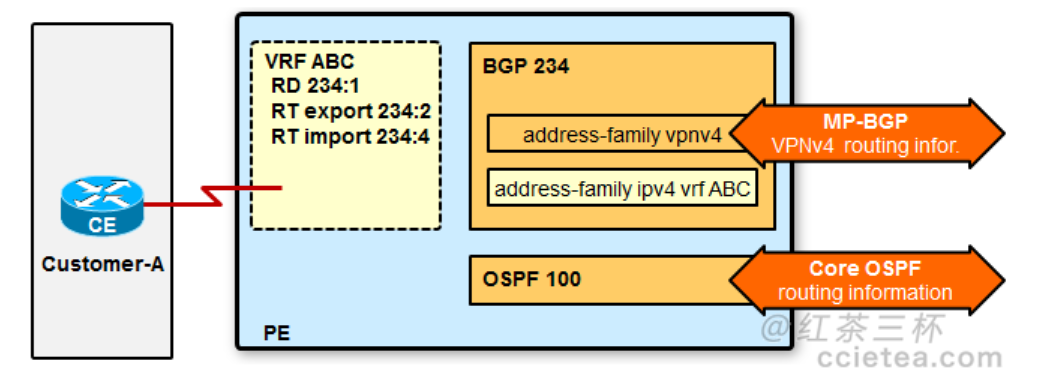 CE
Customer-A
VRF ABC
RD 234:1
RT export 234:2
RT import 234:4
PE
BGP 234
address-family vpnv4
address-family ipv4 vrf ABC
OSPF 100
MP-BGP
VPNv4 routing infor.
Core OSPF
routing information
@红茶三杯
ccietea.com